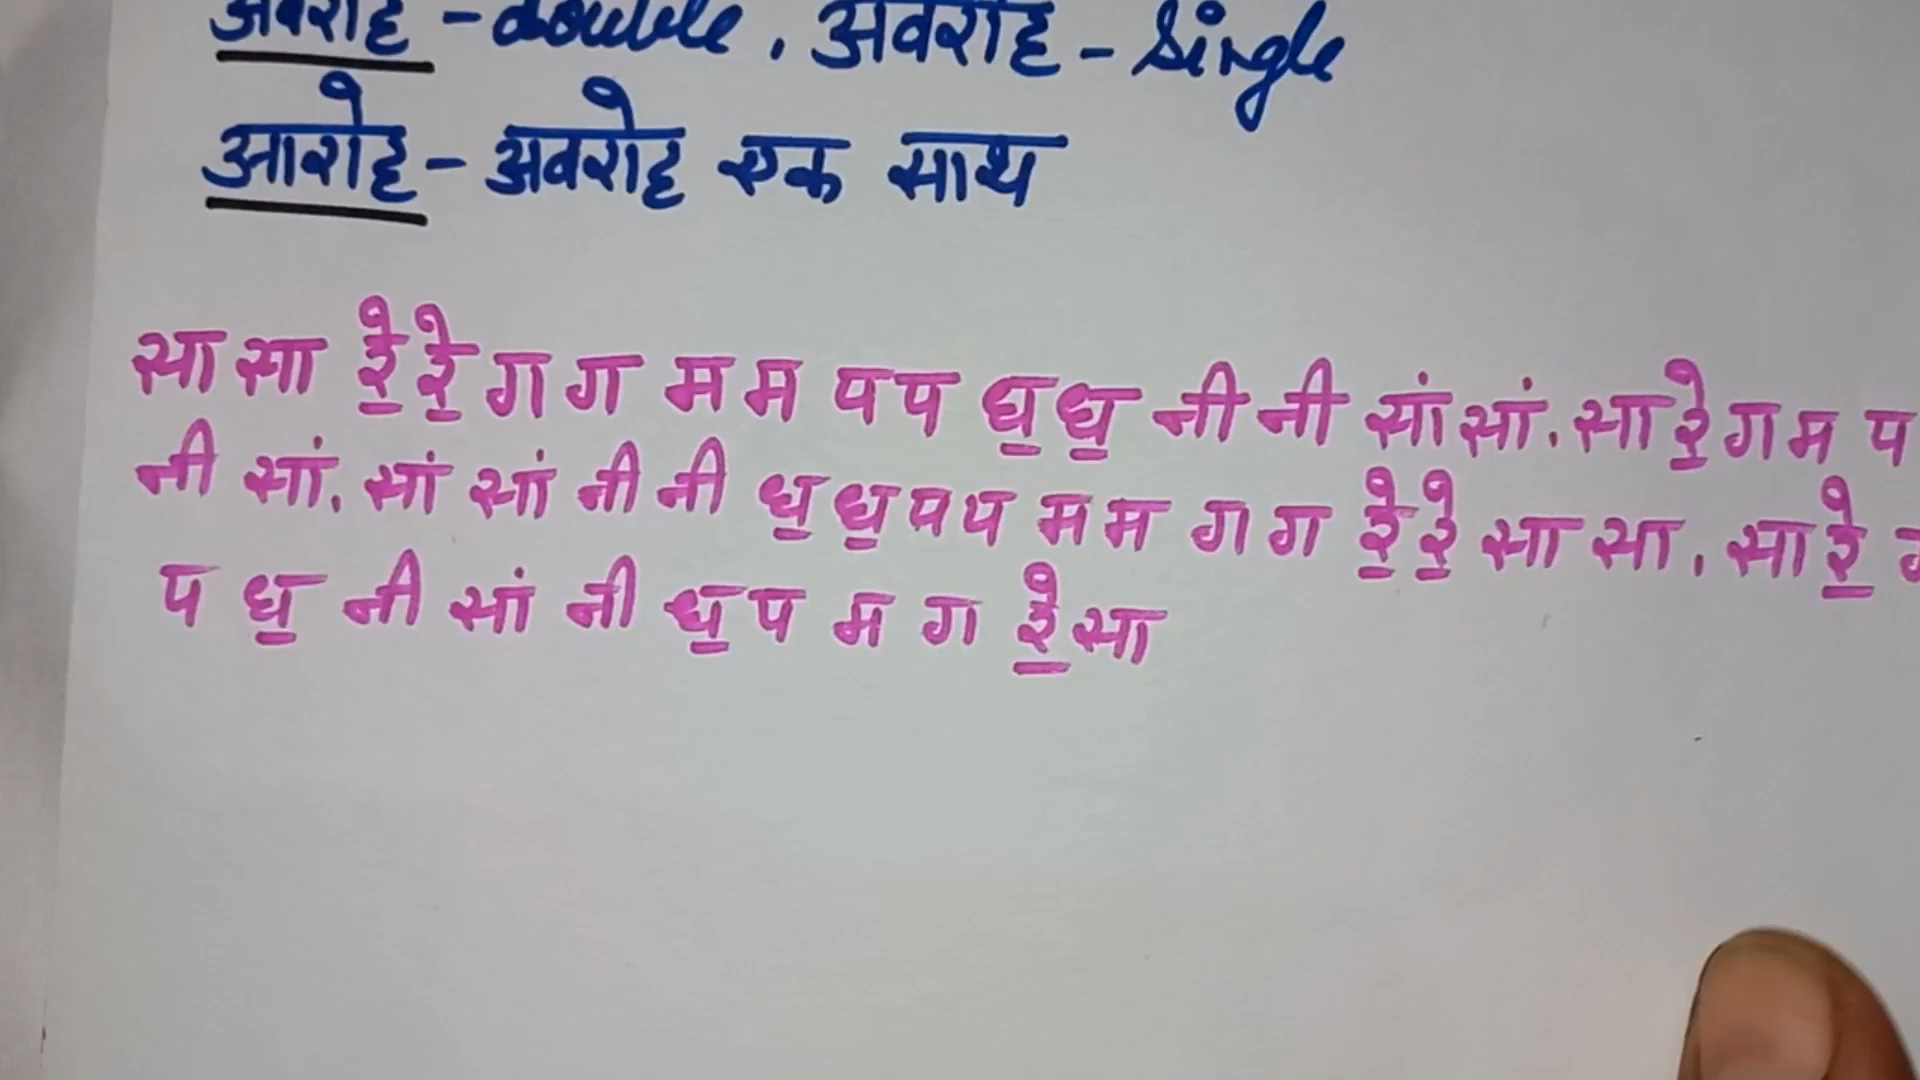 अवरोह - double, अवरोह - single
आरोह - अवरोह एक साथ
सा सा रे॒ रे॒ ग ग म म प प ध॒ ध॒ नी नी सां सां. सा रे॒ ग म प
नी सां. सां सां नी नी ध॒ ध॒ प प म म ग ग रे॒ रे॒ सा सा. सा रे॒
प ध॒ नी सां नी ध॒ प म ग रे॒ सा